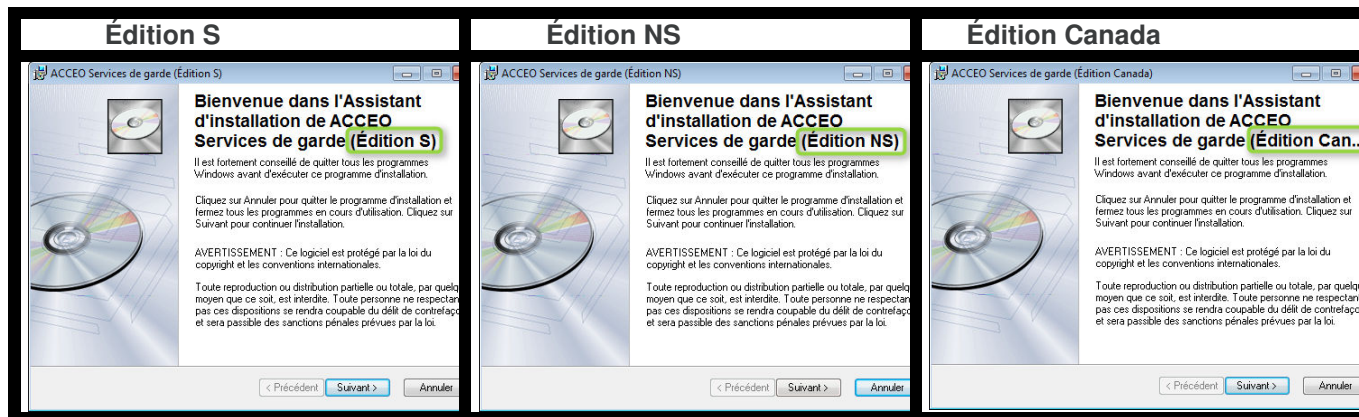 Édition S
ACCEO Services de garde (Édition S)
Bienvenue dans l'Assistant
d'installation de ACCEO
Services de garde (Édition S)
Il est fortement conseillé de quitter tous les programmes
Windows avant d'exécuter ce programme d'installation.
Cliquez sur Annuler pour quitter le programme d'installation et
fermez tous les programmes en cours d'utilisation. Cliquez sur
Suivant pour continuer l'installation.
AVERTISSEMENT : Ce logiciel est protégé par la loi du
copyright et les conventions internationales.
Toute reproduction ou distribution partielle ou totale, par quelq
moyen que ce soit, est interdite. Toute personne ne respectan
pas ces dispositions se rendra coupable du délit de contrefaço
et sera passible des sanctions pénales prévues par la loi.
< Précédent Suivant > Annuler
Édition NS
ACCEO Services de garde (Édition NS)
Bienvenue dans l'Assistant
d'installation de ACCEO
Services de garde (Édition NS)
Il est fortement conseillé de quitter tous les programmes
Windows avant d'exécuter ce programme d'installation.
Cliquez sur Annuler pour quitter le programme d'installation et
fermez tous les programmes en cours d'utilisation. Cliquez sur
Suivant pour continuer l'installation.
AVERTISSEMENT : Ce logiciel est protégé par la loi du
copyright et les conventions internationales.
Toute reproduction ou distribution partielle ou totale, par quelq
moyen que ce soit, est interdite. Toute personne ne respectan
pas ces dispositions se rendra coupable du délit de contrefaço
et sera passible des sanctions pénales prévues par la loi.
< Précédent Suivant > Annuler
Édition Canada
ACCEO Services de garde (Édition Canada)
Bienvenue dans l'Assistant
d'installation de ACCEO
Services de garde (Édition Can...
Il est fortement conseillé de quitter tous les programmes
Windows avant d'exécuter ce programme d'installation.
Cliquez sur Annuler pour quitter le programme d'installation et
fermez tous les programmes en cours d'utilisation. Cliquez sur
Suivant pour continuer l'installation.
AVERTISSEMENT : Ce logiciel est protégé par la loi du
copyright et les conventions internationales.
Toute reproduction ou distribution partielle ou totale, par quelqu
moyen que ce soit, est interdite. Toute personne ne respectan
pas ces dispositions se rendra coupable du délit de contrefaço
et sera passible des sanctions pénales prévues par la loi.
< Précédent Suivant > Annuler